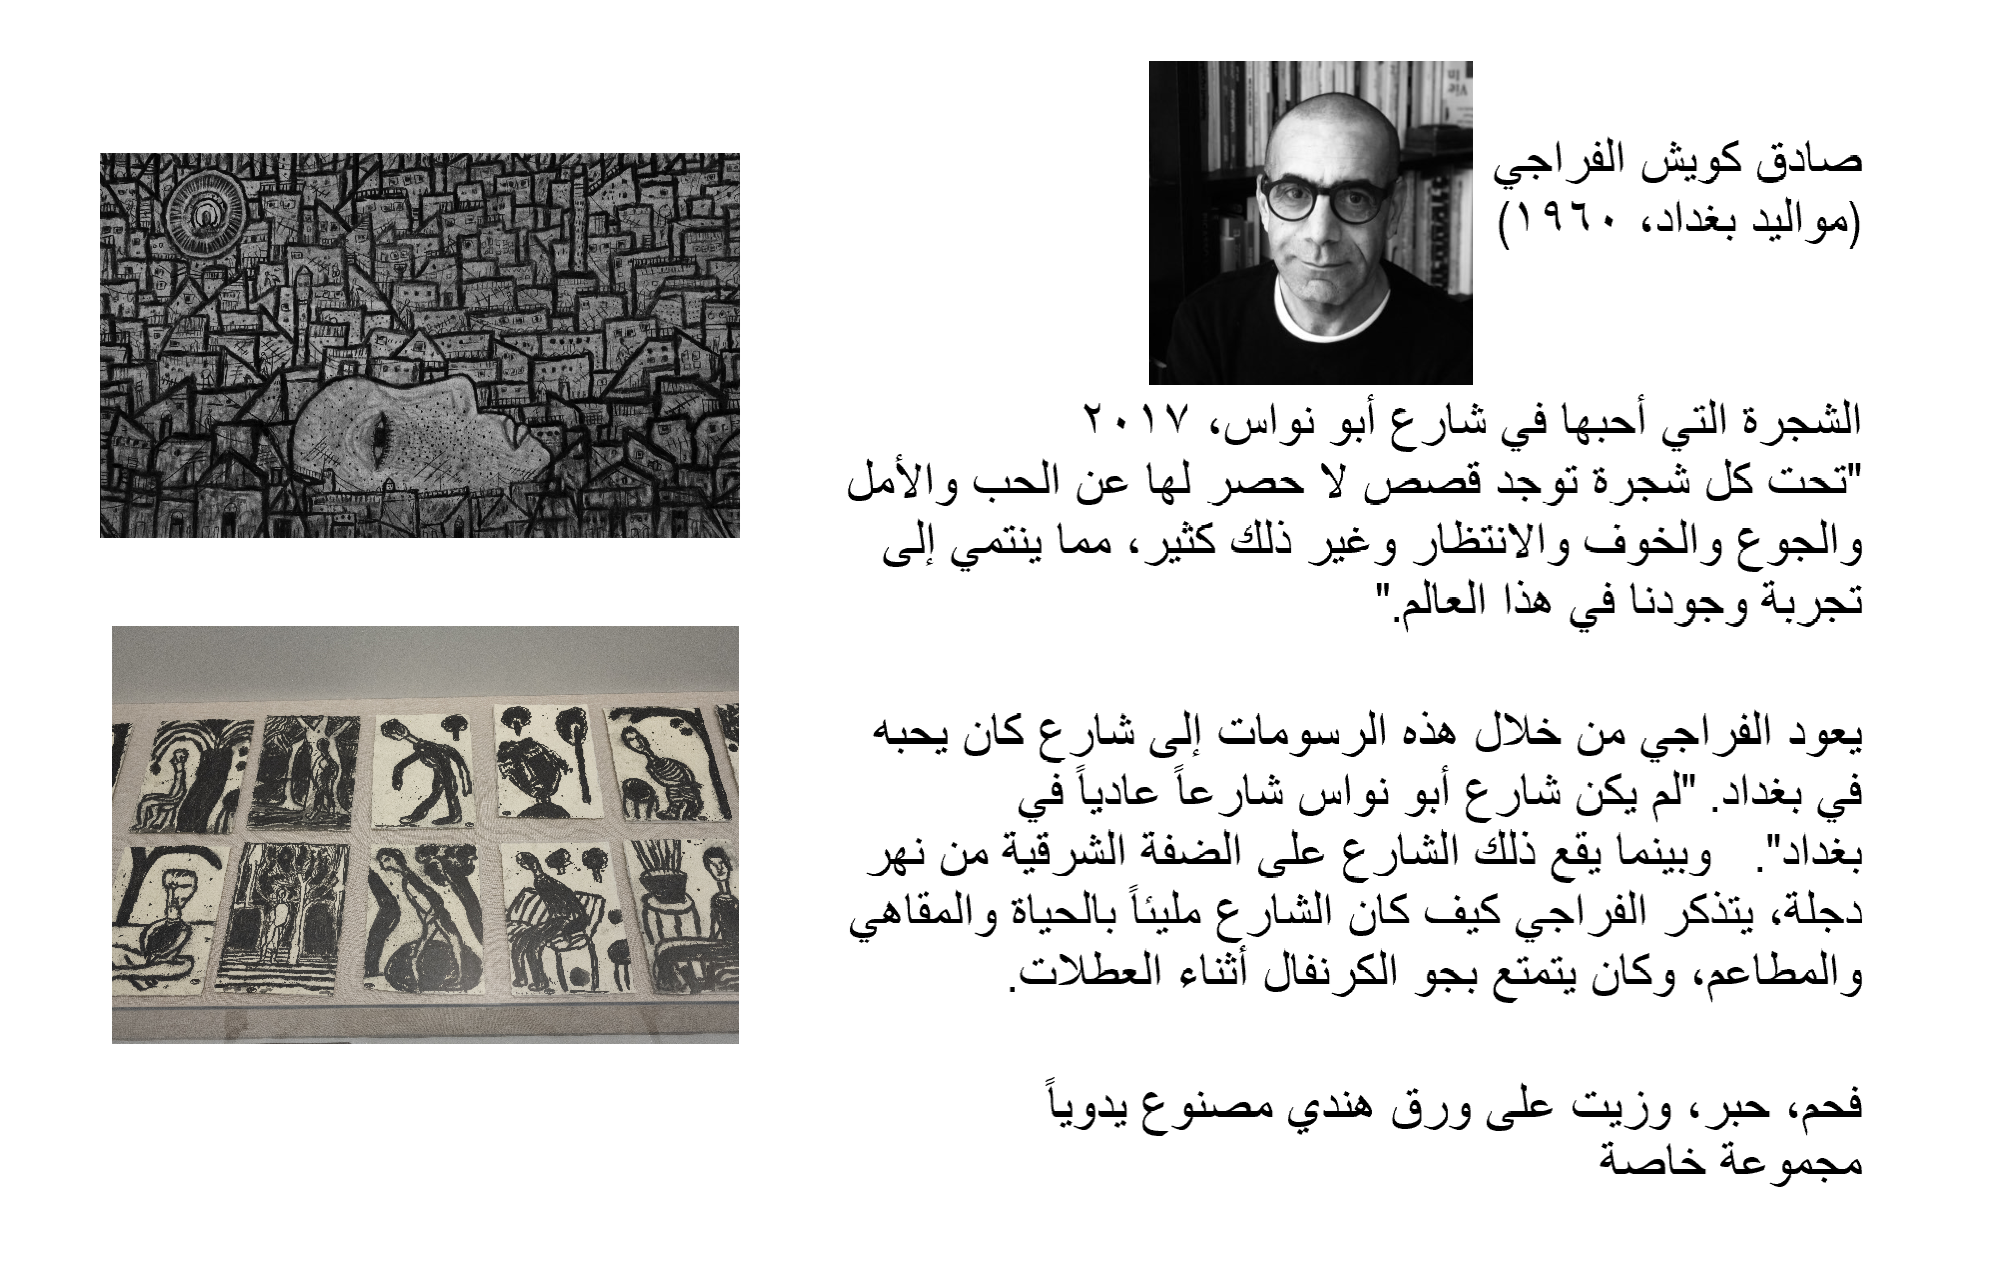 صادق كويش الفراجي
(مواليد بغداد، ١٩٦٠)
الشجرة التي أحبها في شارع أبو نواس، ٢٠١٧
"تحت كل شجرة توجد قصص لا حصر لها عن الحب والأمل
والجوع والخوف والانتظار وغير ذلك كثير، مما ينتمي إلى
تجربة وجودنا في هذا العالم."
يعود الفراجي من خلال هذه الرسومات إلى شارع كان يحبه
في بغداد. "لم يكن شارع أبو نواس شارعاً عادياً في
بغداد". وبينما يقع ذلك الشارع على الضفة الشرقية من نهر
دجلة، يتذكر الفراجي كيف كان الشارع مليئاً بالحياة والمقاهي
والمطاعم، وكان يتمتع بجو الكرنفال أثناء العطلات.
فحم، حبر، وزيت على ورق هندي مصنوع يدوياً
مجموعة خاصة